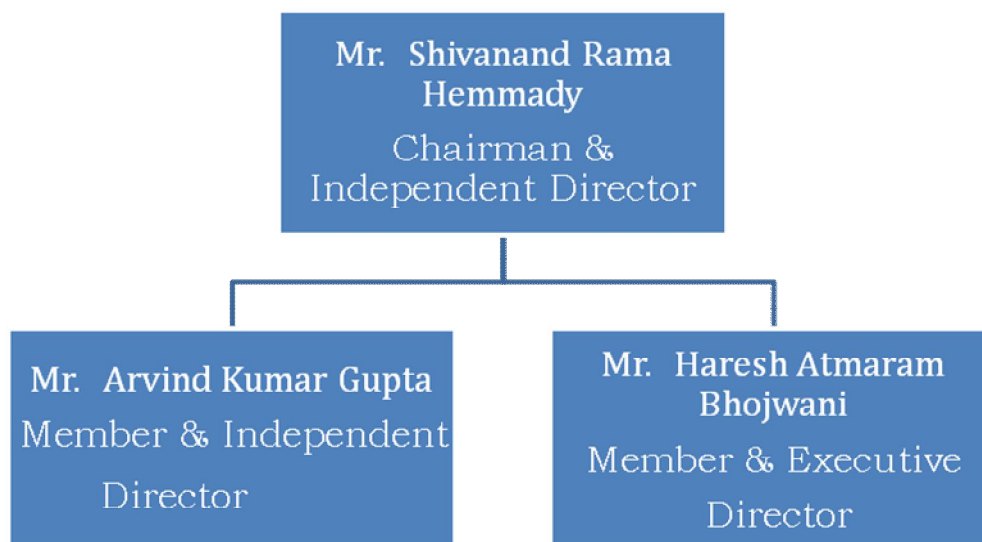 Mr. Shivanand Rama
Hemmady
Chairman &
Independent Director
Mr. Arvind Kumar Gupta
Member & Independent
Director
Mr. Haresh Atmaram
Bhojwani
Member & Executive
Director